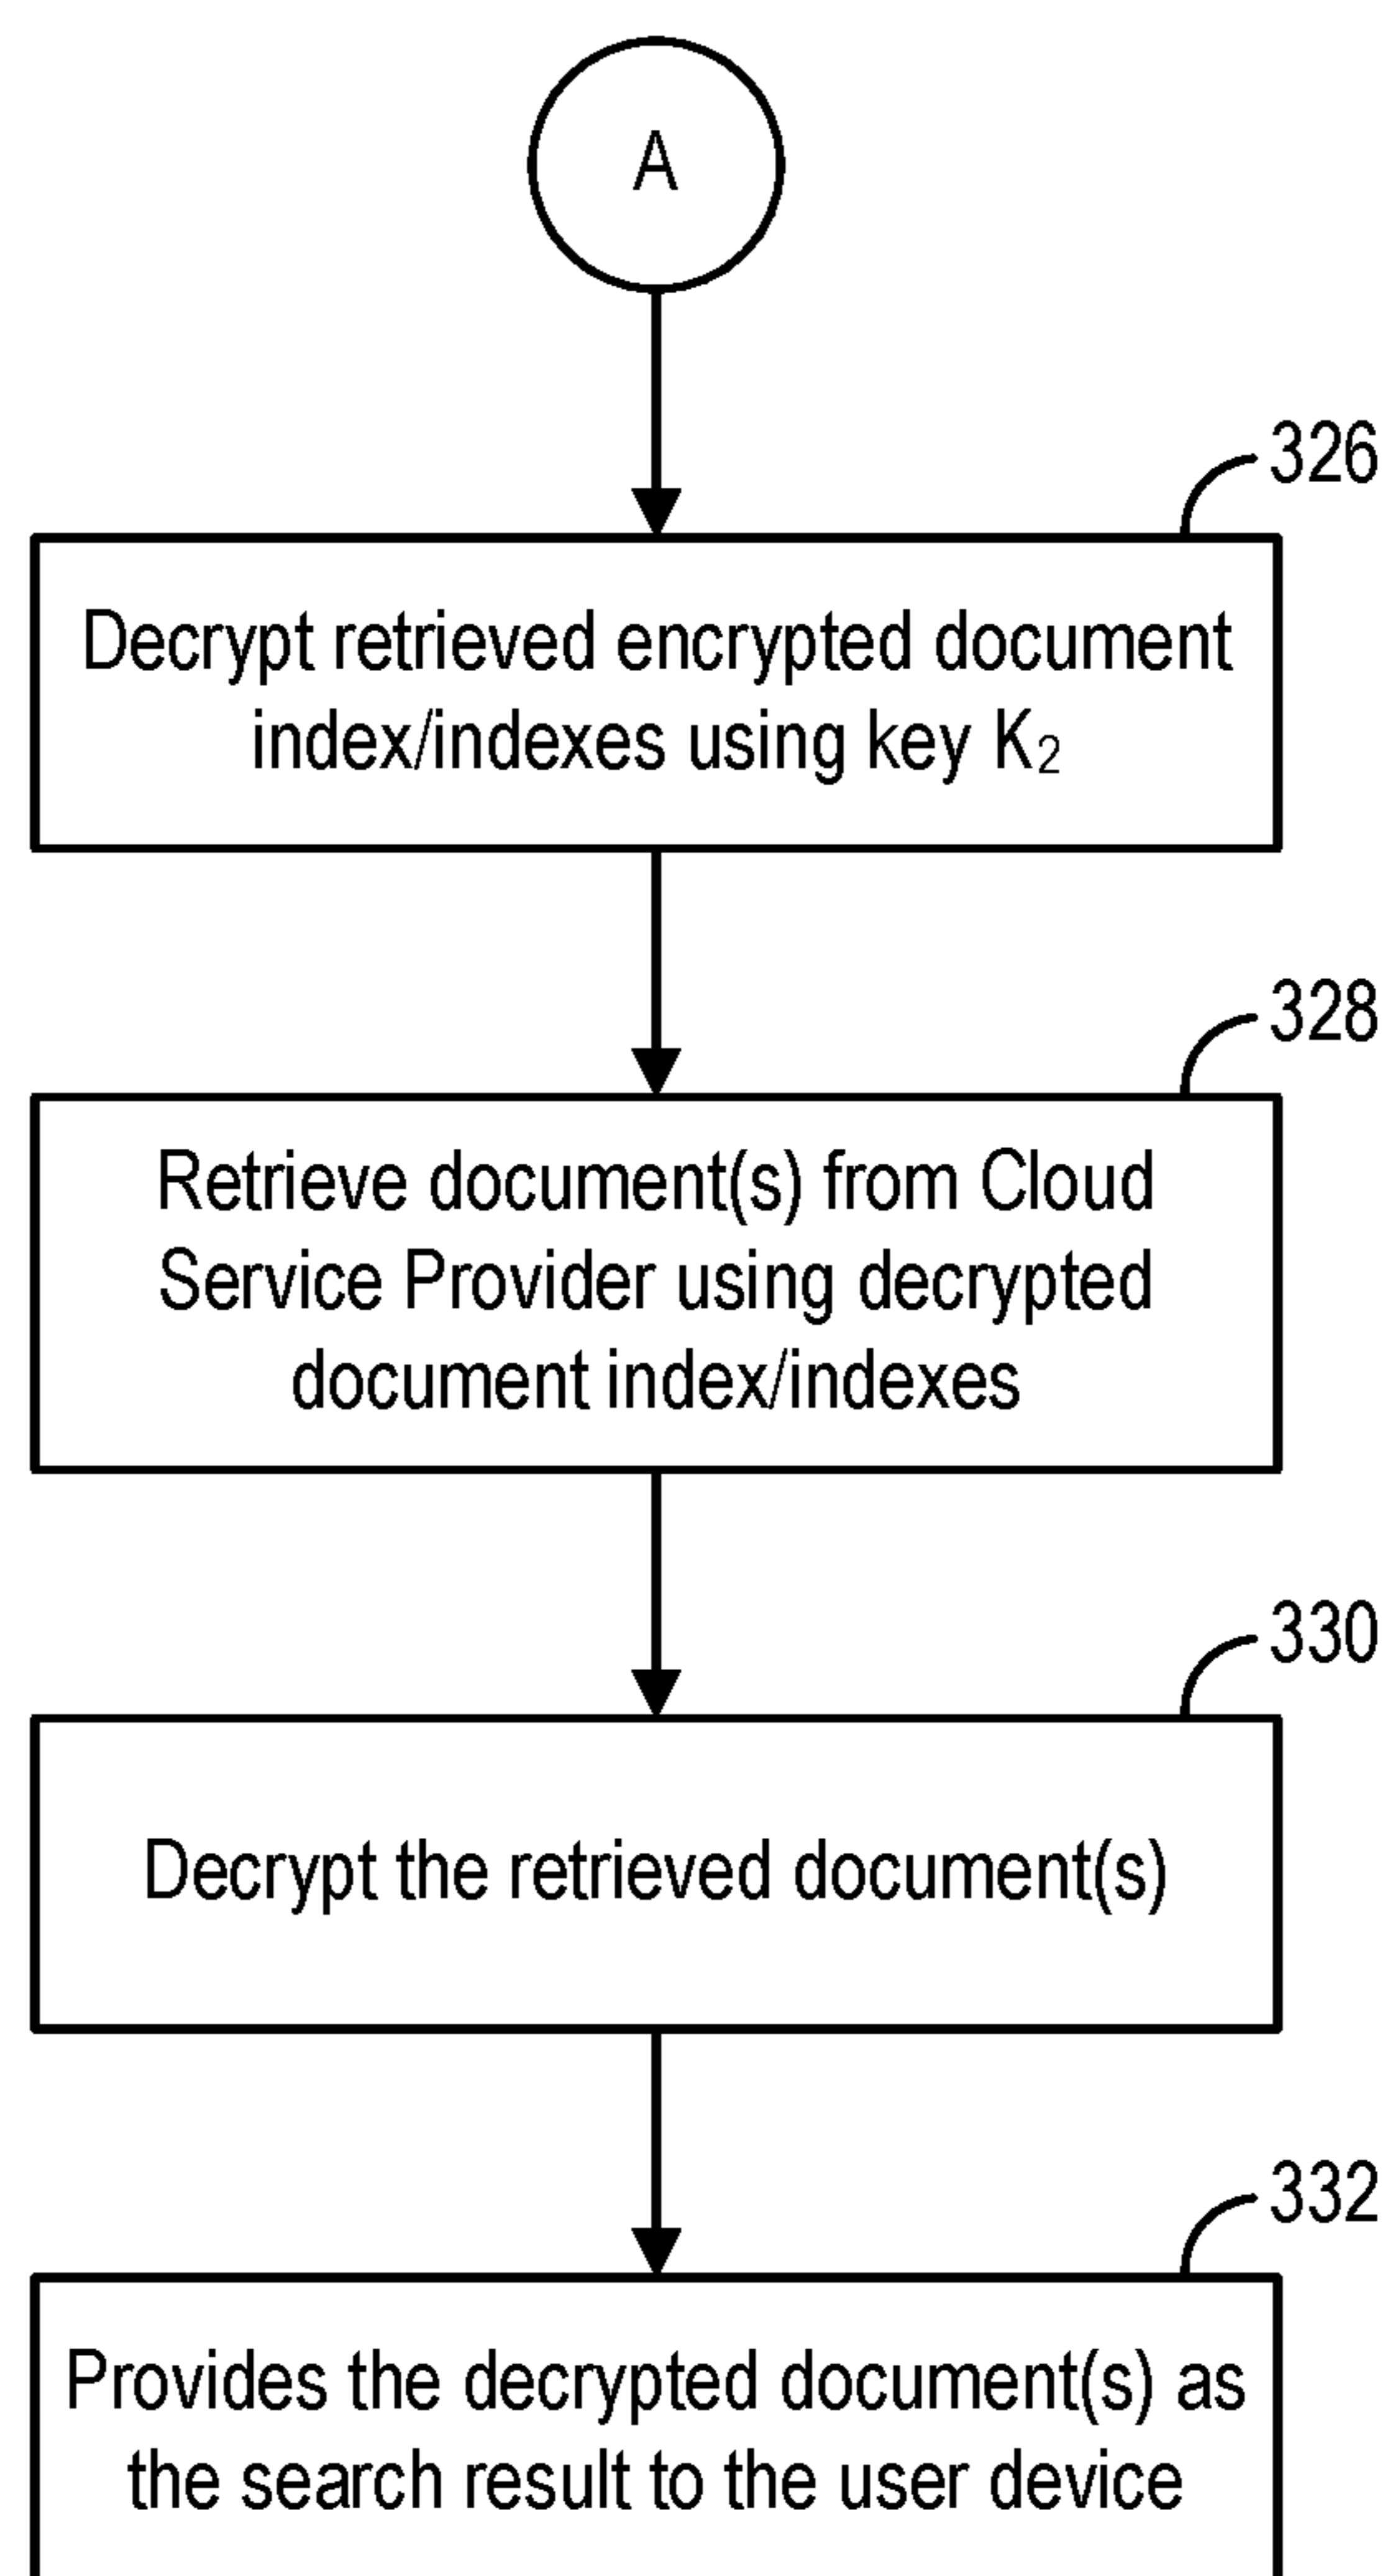 A
326
Decrypt retrieved encrypted document
index/indexes using key K₂
328
Retrieve document(s) from Cloud
Service Provider using decrypted
document index/indexes
330
Decrypt the retrieved document(s)
332
Provides the decrypted document(s) as
the search result to the user device